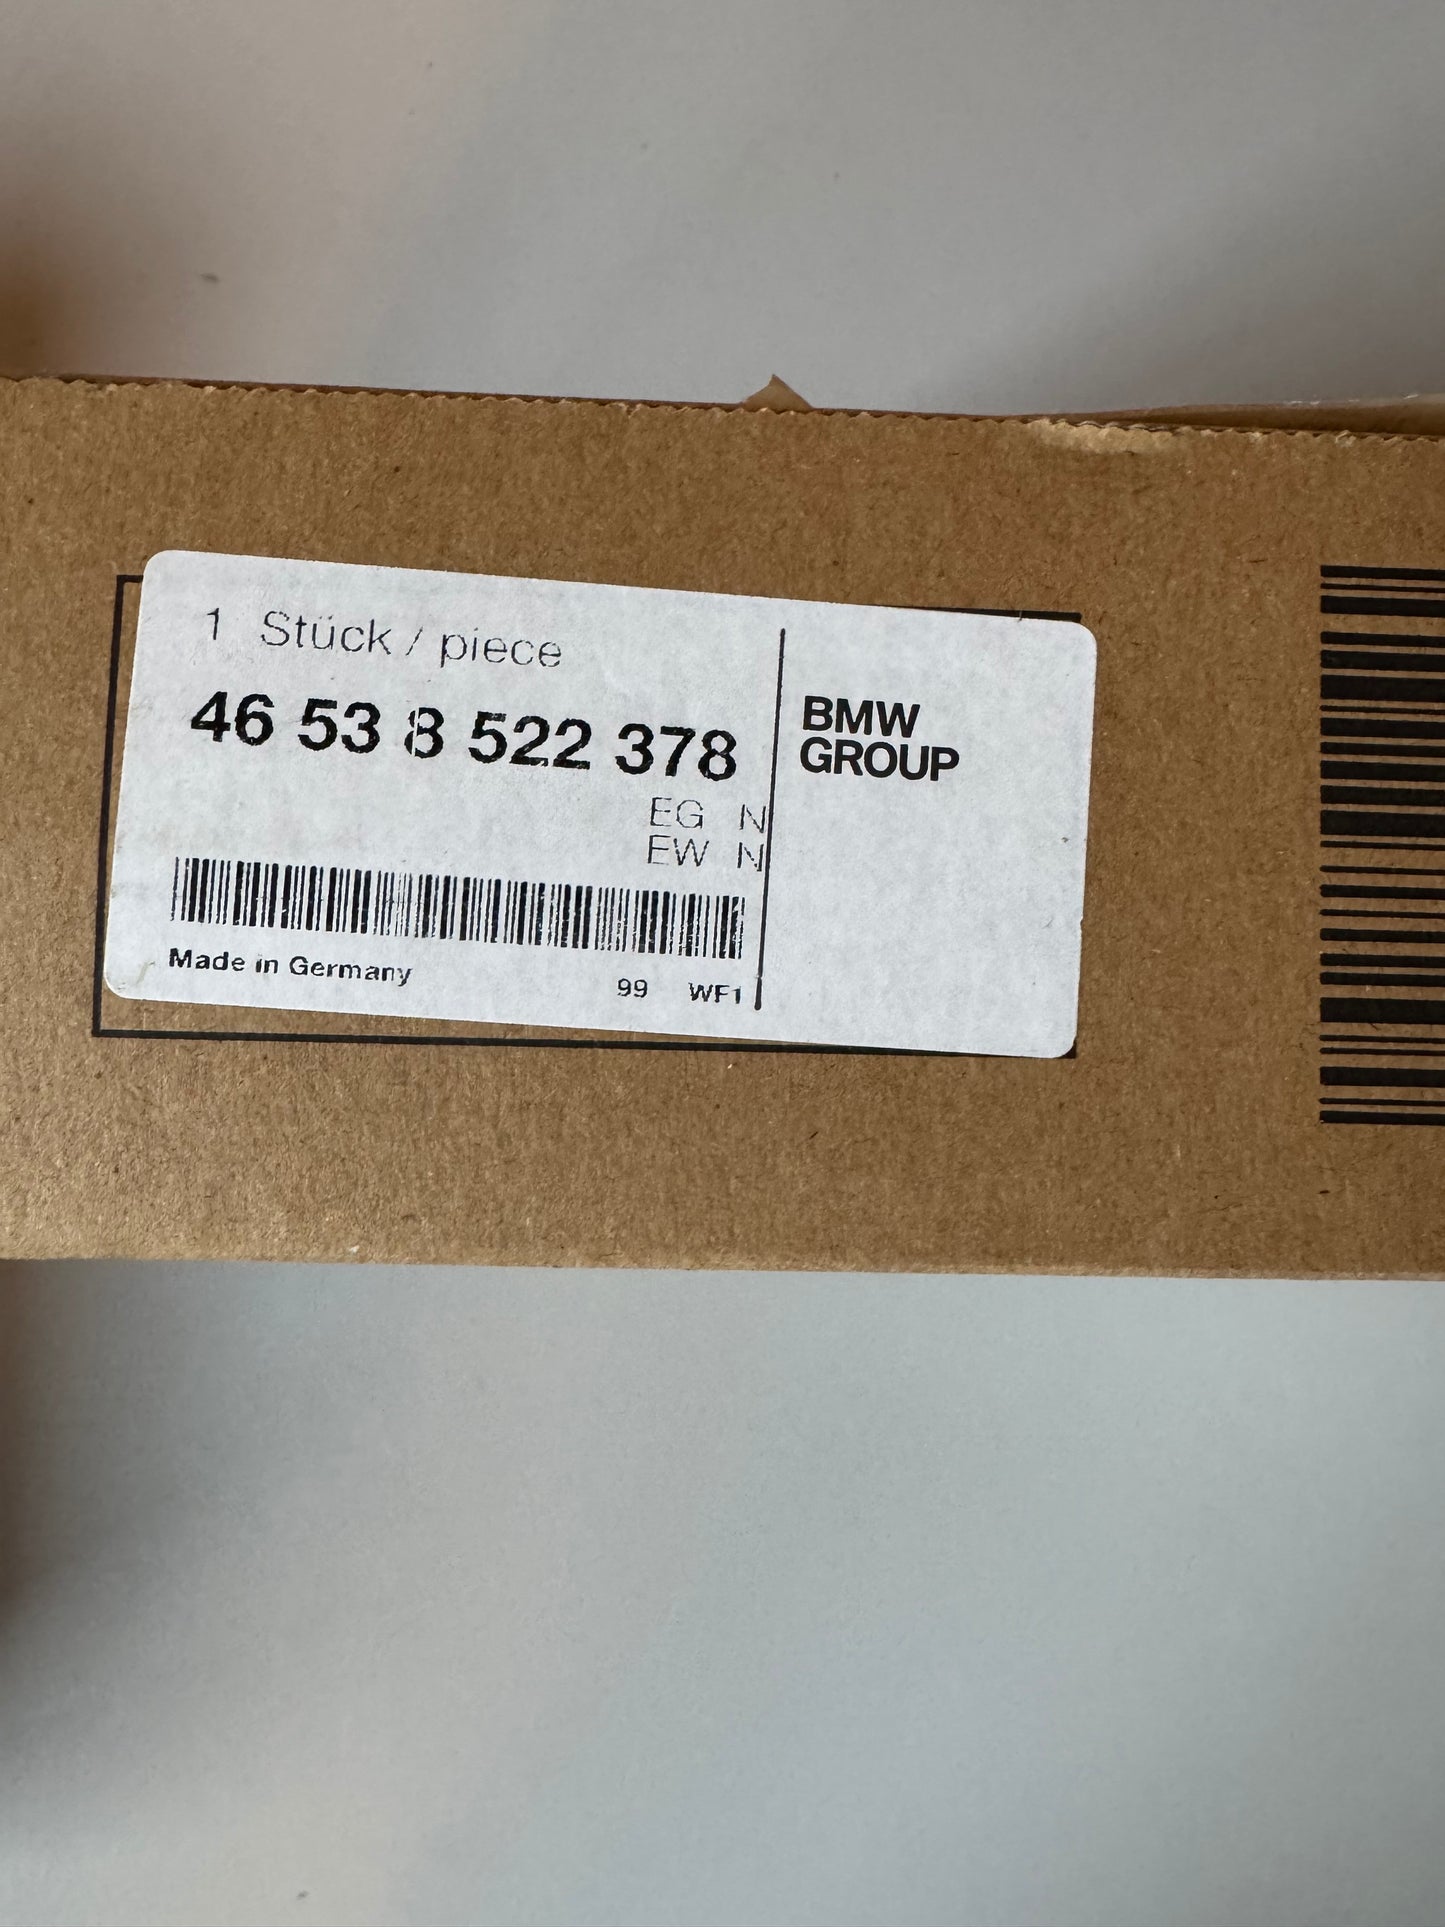 1 Stück / piece
46 53 8 522 378
EG N
EW N
Made in Germany
99 WF1
BMW
GROUP